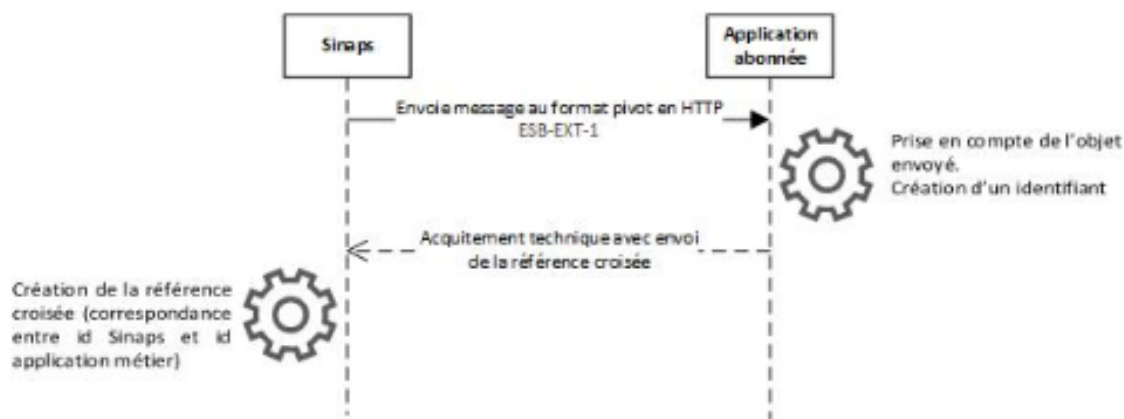 Sinaps
Application
abonnée
Envoie message au format pivot en HTTP
ESB-EXT-1
Prise en compte de l'objet
envoyé.
Création d'un identifiant
Acquitement technique avec envoi
de la référence croisée
Création de la référence
croisée (correspondance
entre id Sinaps et id
application métier)